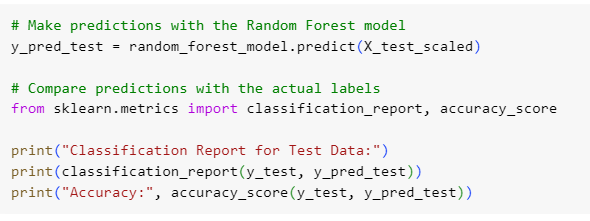 # Make predictions with the Random Forest model
y_pred_test = random_forest_model.predict(X_test_scaled)
# Compare predictions with the actual labels
from sklearn.metrics import classification_report, accuracy_score
print("Classification Report for Test Data:")
print(classification_report(y_test, y_pred_test))
print("Accuracy:", accuracy_score(y_test, y_pred_test))